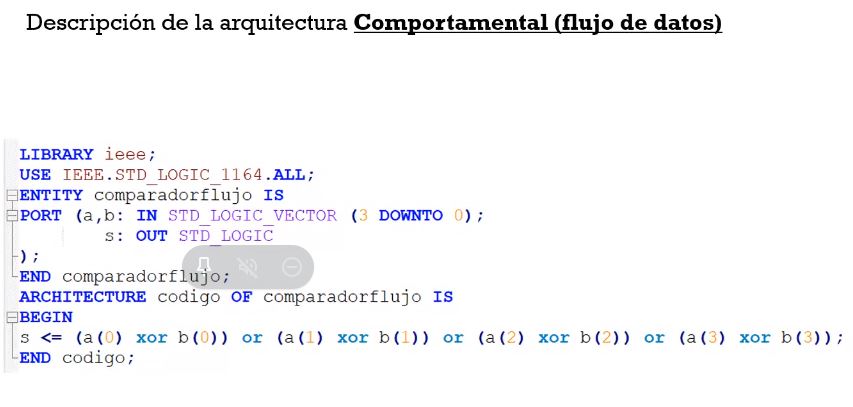 Descripción de la arquitectura Comportamental (flujo de datos)
LIBRARY ieee;
USE IEEE.STD_LOGIC_1164.ALL;
ENTITY comparadorflujo IS
PORT (a,b: IN STD_LOGIC_VECTOR (3 DOWNTO 0);
s: OUT STD_LOGIC
);
END comparadorflujo;
ARCHITECTURE codigo OF comparadorflujo IS
BEGIN
s <= (a(0) xor b(0)) or (a(1) xor b(1)) or (a(2) xor b(2)) or (a(3) xor b(3));
END codigo;